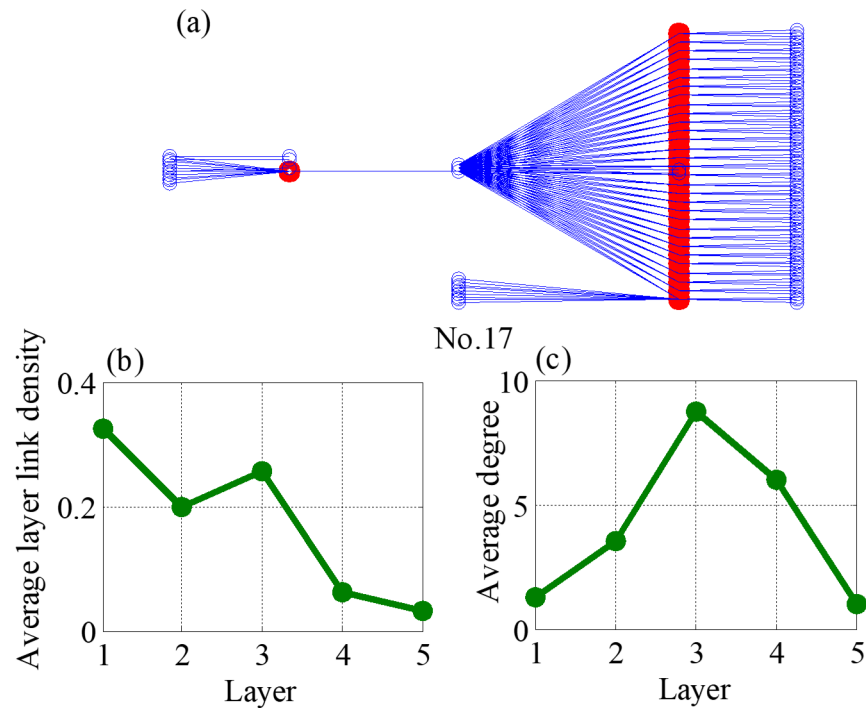 (a)
No.17
(b)
Average layer link density
0.4
0.2
0
1 2 3 4 5
Layer
(c)
Average degree
10
5
0
1 2 3 4 5
Layer